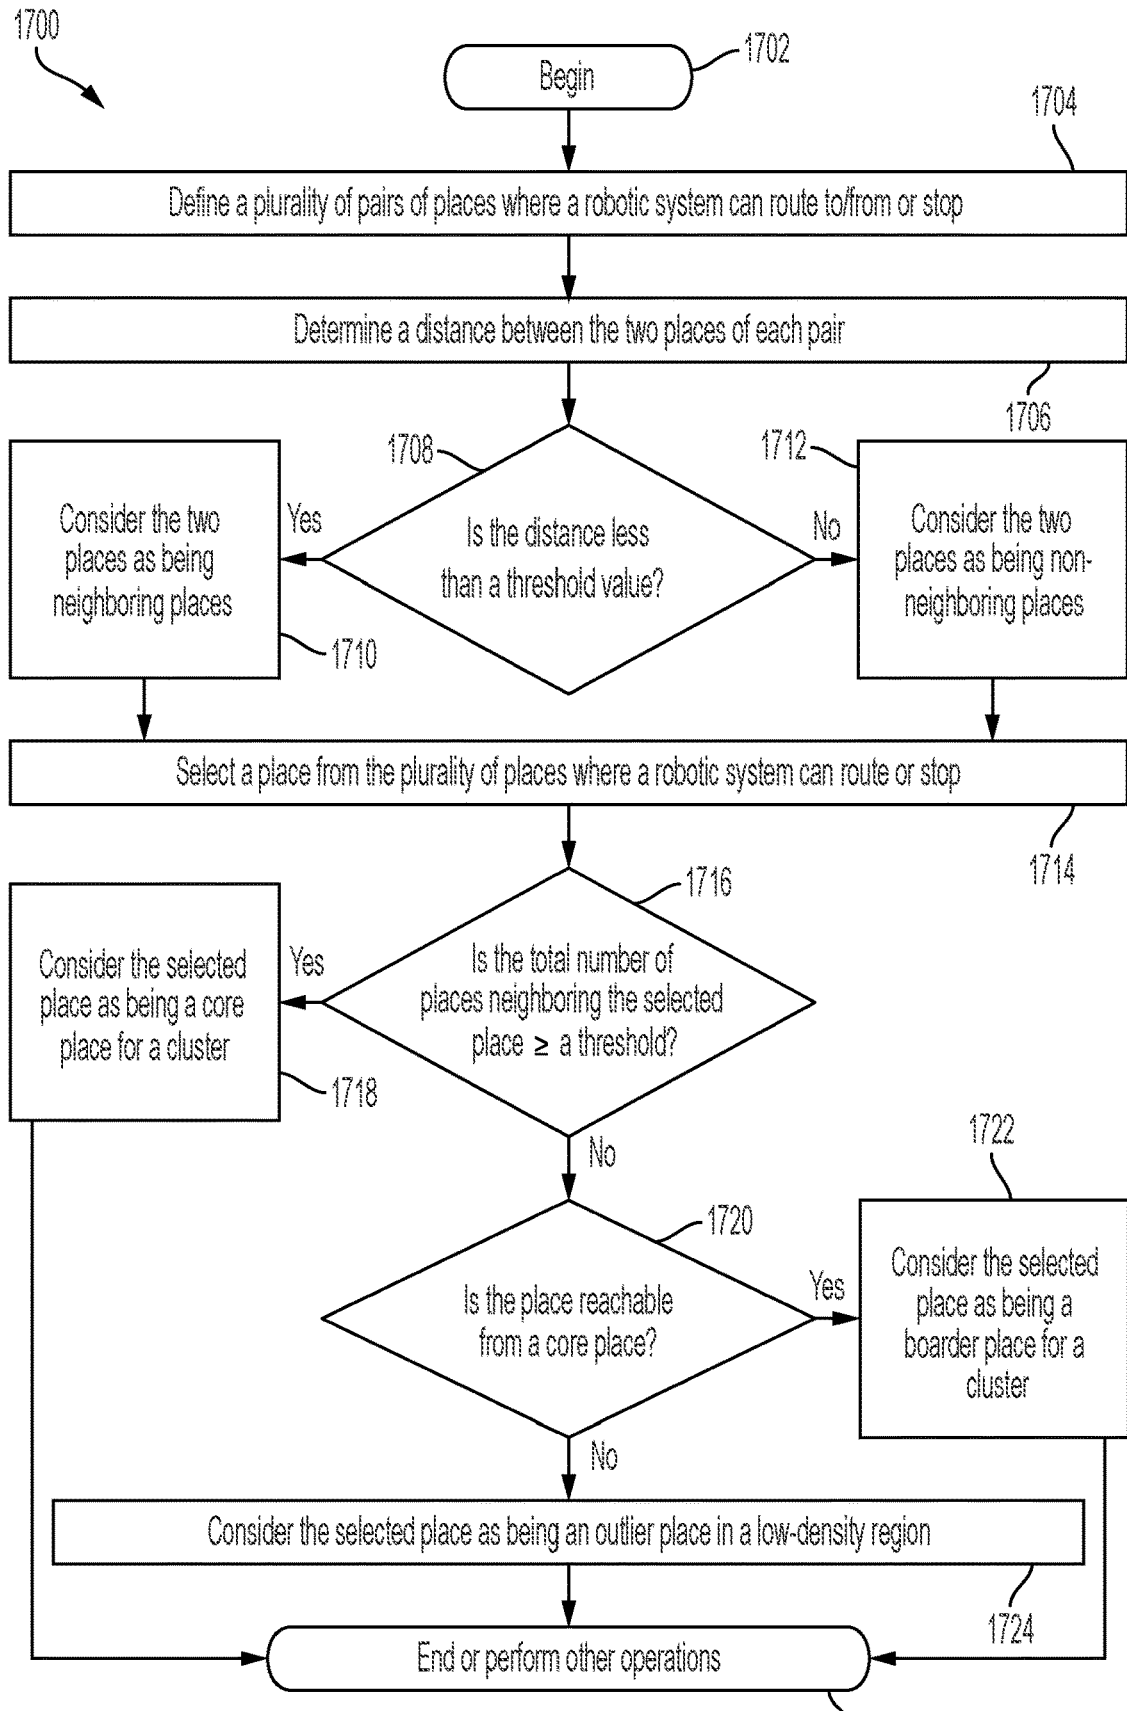 1700
Begin
1702
1704
Define a plurality of pairs of places where a robotic system can route to/from or stop
Determine a distance between the two places of each pair
1706
1708
1712
Consider the two
places as being
neighboring places
Yes
Is the distance less
than a threshold value?
No
Consider the two
places as being non-
neighboring places
1710
Select a place from the plurality of places where a robotic system can route or stop
1714
1716
Consider the selected
place as being a core
place for a cluster
Yes
Is the total number of
places neighboring the selected
place ≥ a threshold?
1718
No
1722
1720
Is the place reachable
from a core place?
Yes
Consider the selected
place as being a
boarder place for a
cluster
No
Consider the selected place as being an outlier place in a low-density region
1724
End or perform other operations